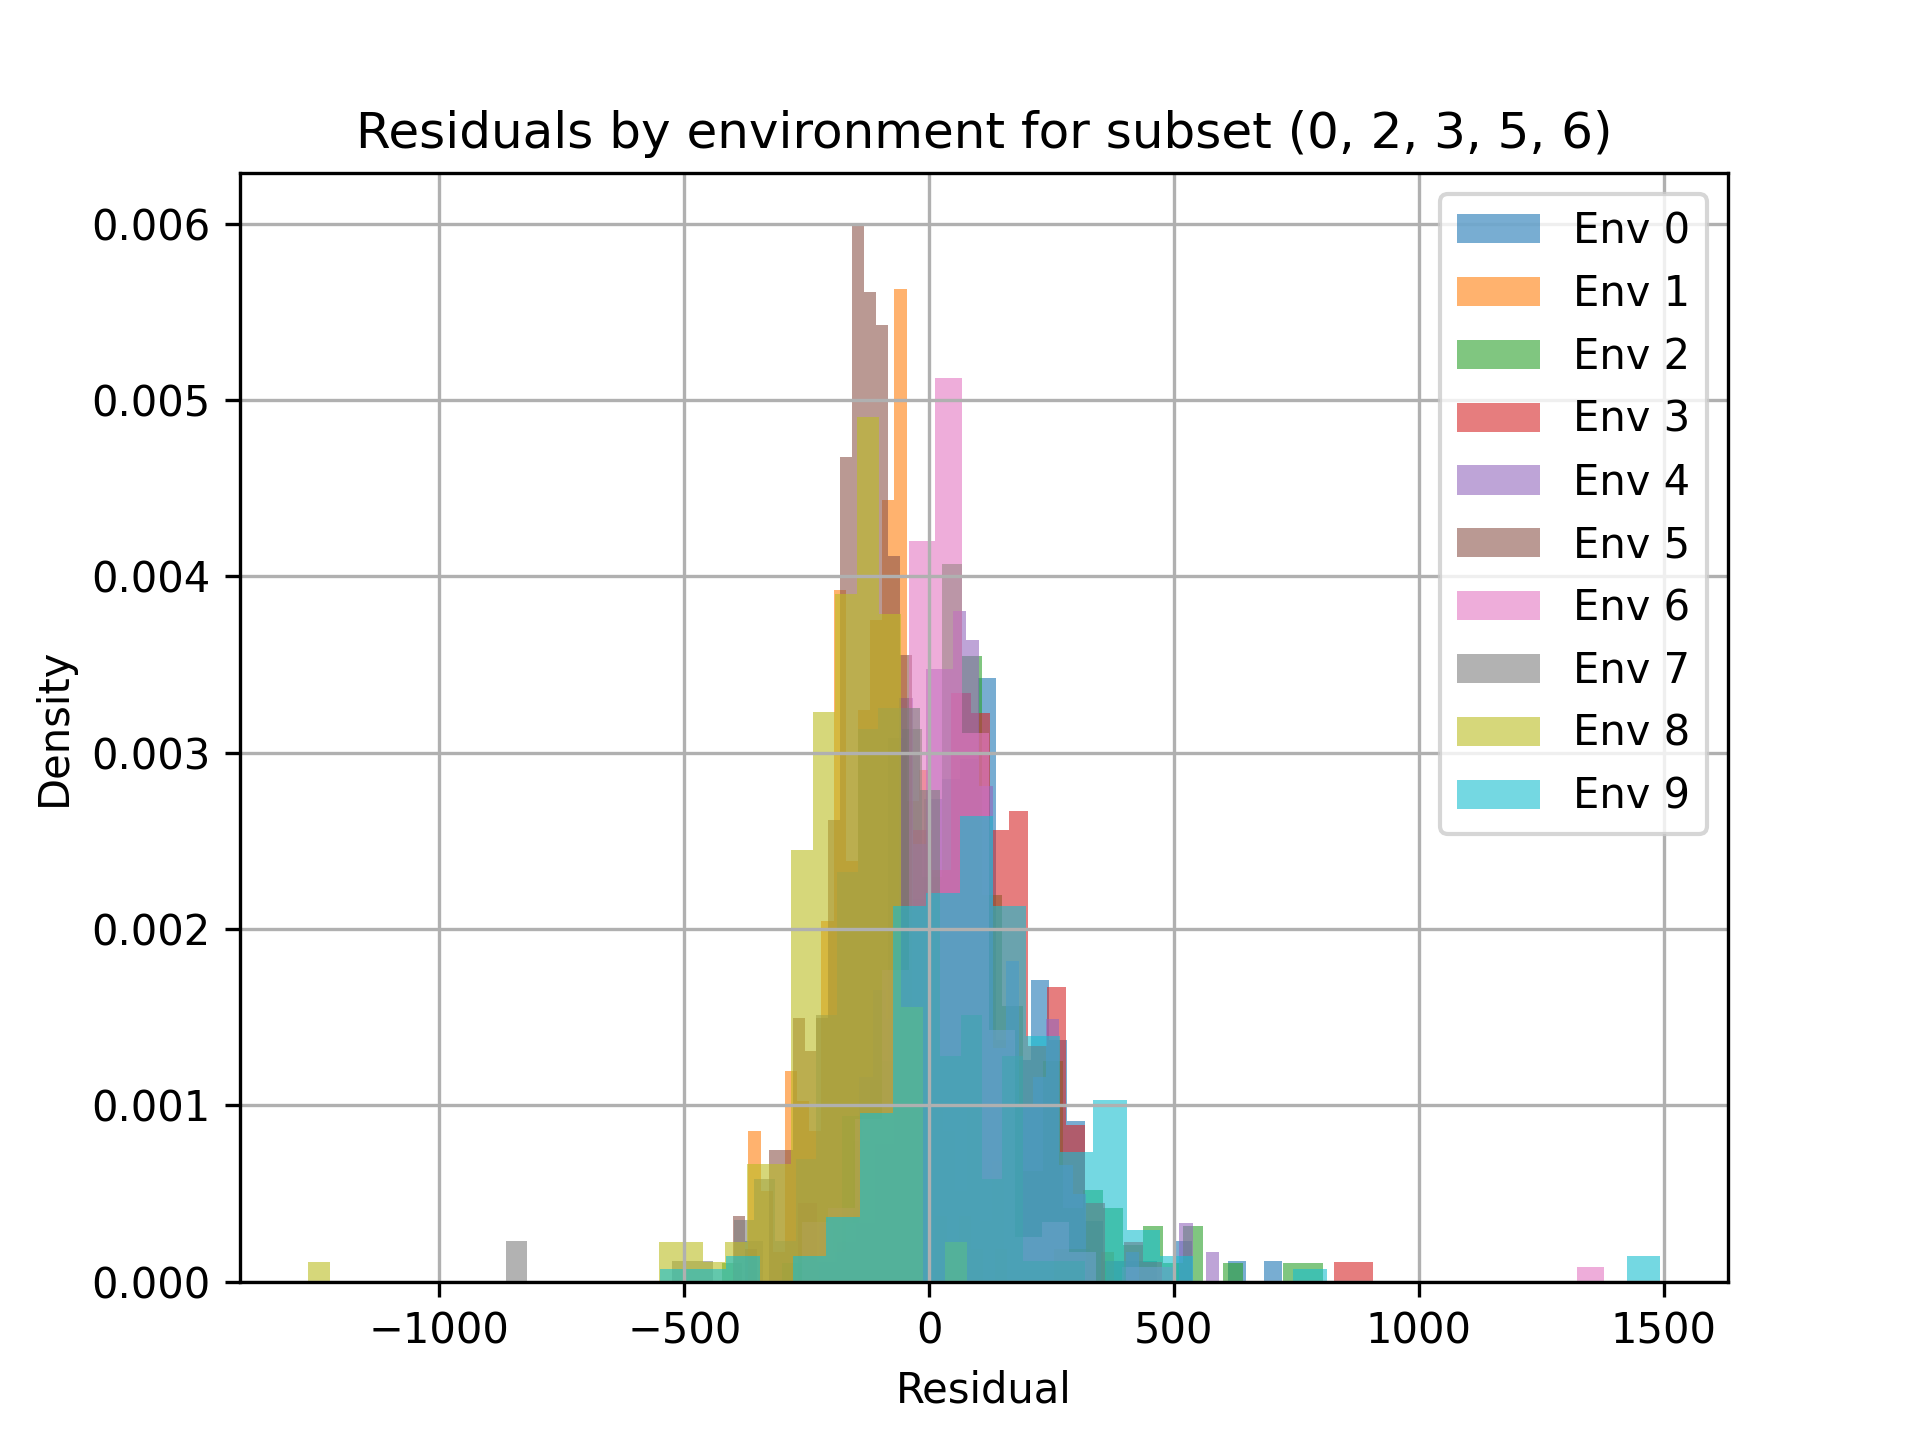 Residuals by environment for subset (0, 2, 3, 5, 6)
0.006
0.005
0.004
0.003
0.002
0.001
0.000
Density
−1000
−500
0
500
1000
1500
Residual
Env 0
Env 1
Env 2
Env 3
Env 4
Env 5
Env 6
Env 7
Env 8
Env 9